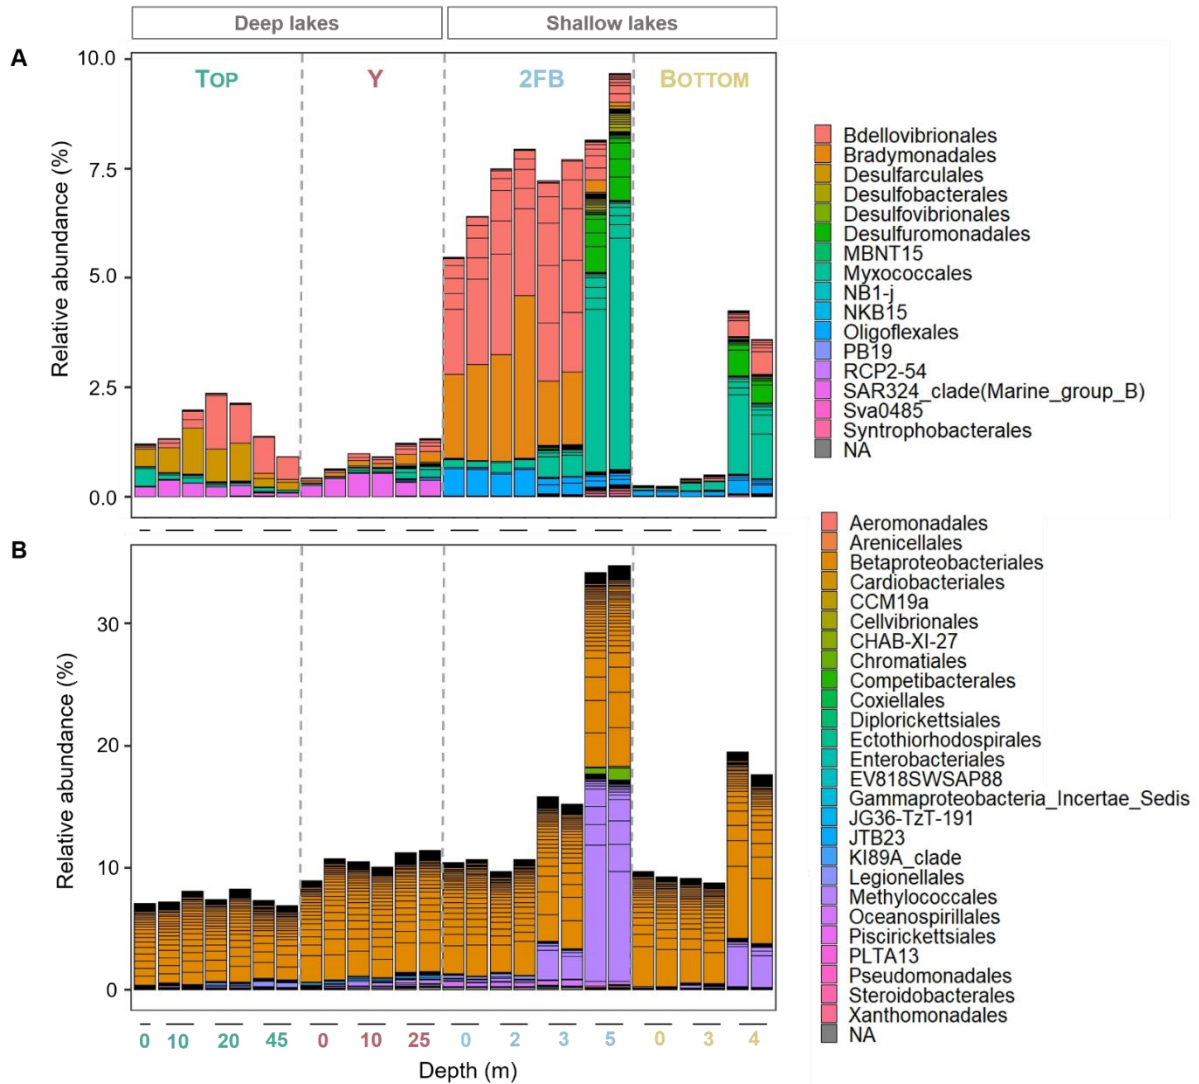 Deep lakes
Shallow lakes
A
TOP
Y
2FB
BOTTOM
Relative abundance (%)
10.0
7.5
5.0
2.5
0.0
Bdellovibrionales
Bradymonadales
Desulfarculales
Desulfobacterales
Desulfovibrionales
Desulfuromonadales
MBNT15
Myxococcales
NB1-j
NKB15
Oligoflexales
PB19
RCP2-54
SAR324_clade(Marine_group_B)
Sva0485
Syntrophobacterales
NA
B
Relative abundance (%)
30
20
10
0
Aeromonadales
Arenicellales
Betaproteobacteriales
Cardiobacteriales
CCM19a
Cellvibrionales
CHAB-XI-27
Chromatiales
Competibacterales
Coxiellales
Diplorickettsiales
Ectothiorhodospirales
Enterobacteriales
EV818SWSAP88
Gammaproteobacteria_Incertae_Sedis
JG36-TzT-191
JTB23
KI89A_clade
Legionellales
Methylococcales
Oceanospirillales
Piscirickettsiales
PLTA13
Pseudomonadales
Steroidobacterales
Xanthomonadales
NA
0 10 20 45 0 10 25 0 2 3 5 0 3 4
Depth (m)